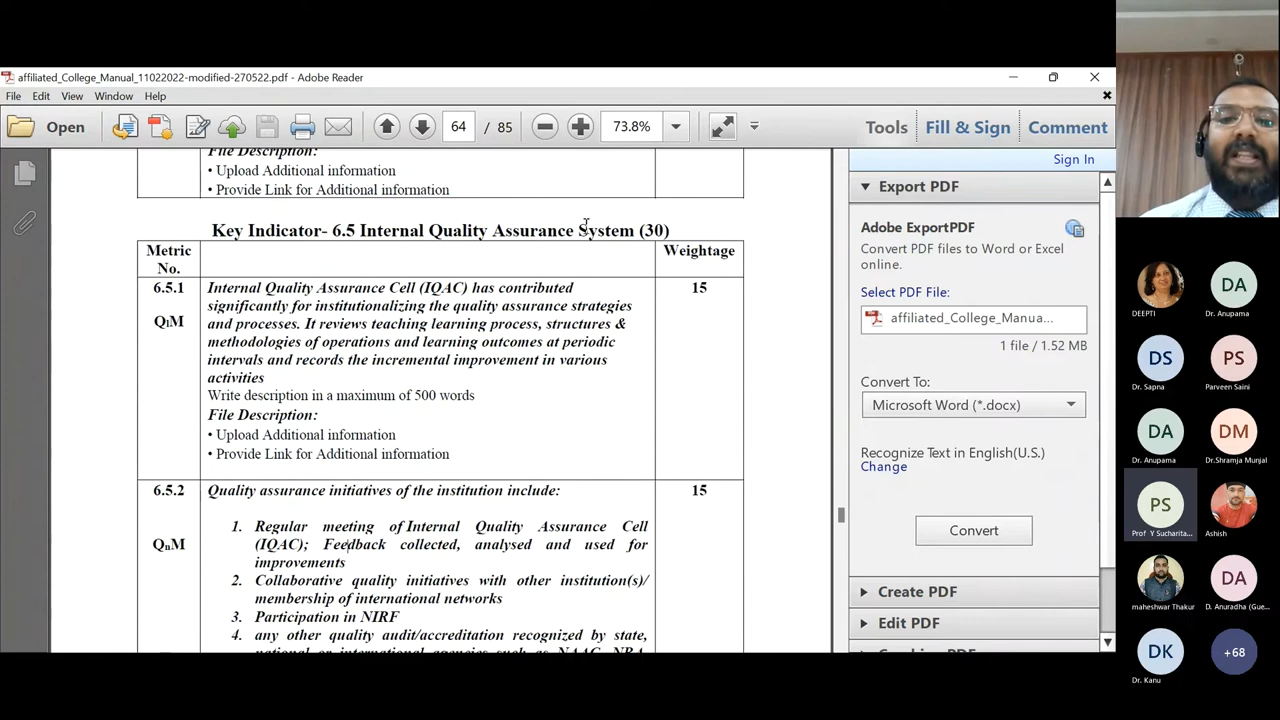 affiliated_College_Manual_11022022-modified-270522.pdf - Adobe Reader
File Edit View Window Help
Open 64 / 85 73.8% Tools Fill & Sign Comment
Sign In
File Description:
• Upload Additional information
• Provide Link for Additional information
Key Indicator- 6.5 Internal Quality Assurance System (30)
Metric No. Weightage
6.5.1 15
QlM
Internal Quality Assurance Cell (IQAC) has contributed
significantly for institutionalizing the quality assurance strategies
and processes. It reviews teaching learning process, structures &
methodologies of operations and learning outcomes at periodic
intervals and records the incremental improvement in various
activities
Write description in a maximum of 500 words
File Description:
• Upload Additional information
• Provide Link for Additional information
6.5.2 15
QnM
Quality assurance initiatives of the institution include:
1. Regular meeting of Internal Quality Assurance Cell
(IQAC); Feedback collected, analysed and used for
improvements
2. Collaborative quality initiatives with other institution(s)/
membership of international networks
3. Participation in NIRF
4. any other quality audit/accreditation recognized by state,
national or international agencies such as NAAC, NBA
Export PDF
Adobe ExportPDF
Convert PDF files to Word or Excel
online.
Select PDF File:
affiliated_College_Manua...
1 file / 1.52 MB
Convert To:
Microsoft Word (*.docx)
Recognize Text in English(U.S.)
Change
Convert
Create PDF
Edit PDF
DEEPTI
DA
Dr. Anupama
DS
Dr. Sapna
PS
Parveen Saini
DA
Dr. Anupama
DM
Dr.Shramja Munjal
PS
Prof Y Sucharita...
Ashish
maheshwar Thakur
DA
D. Anuradha (Gue...
DK
Dr. Kanu
+68